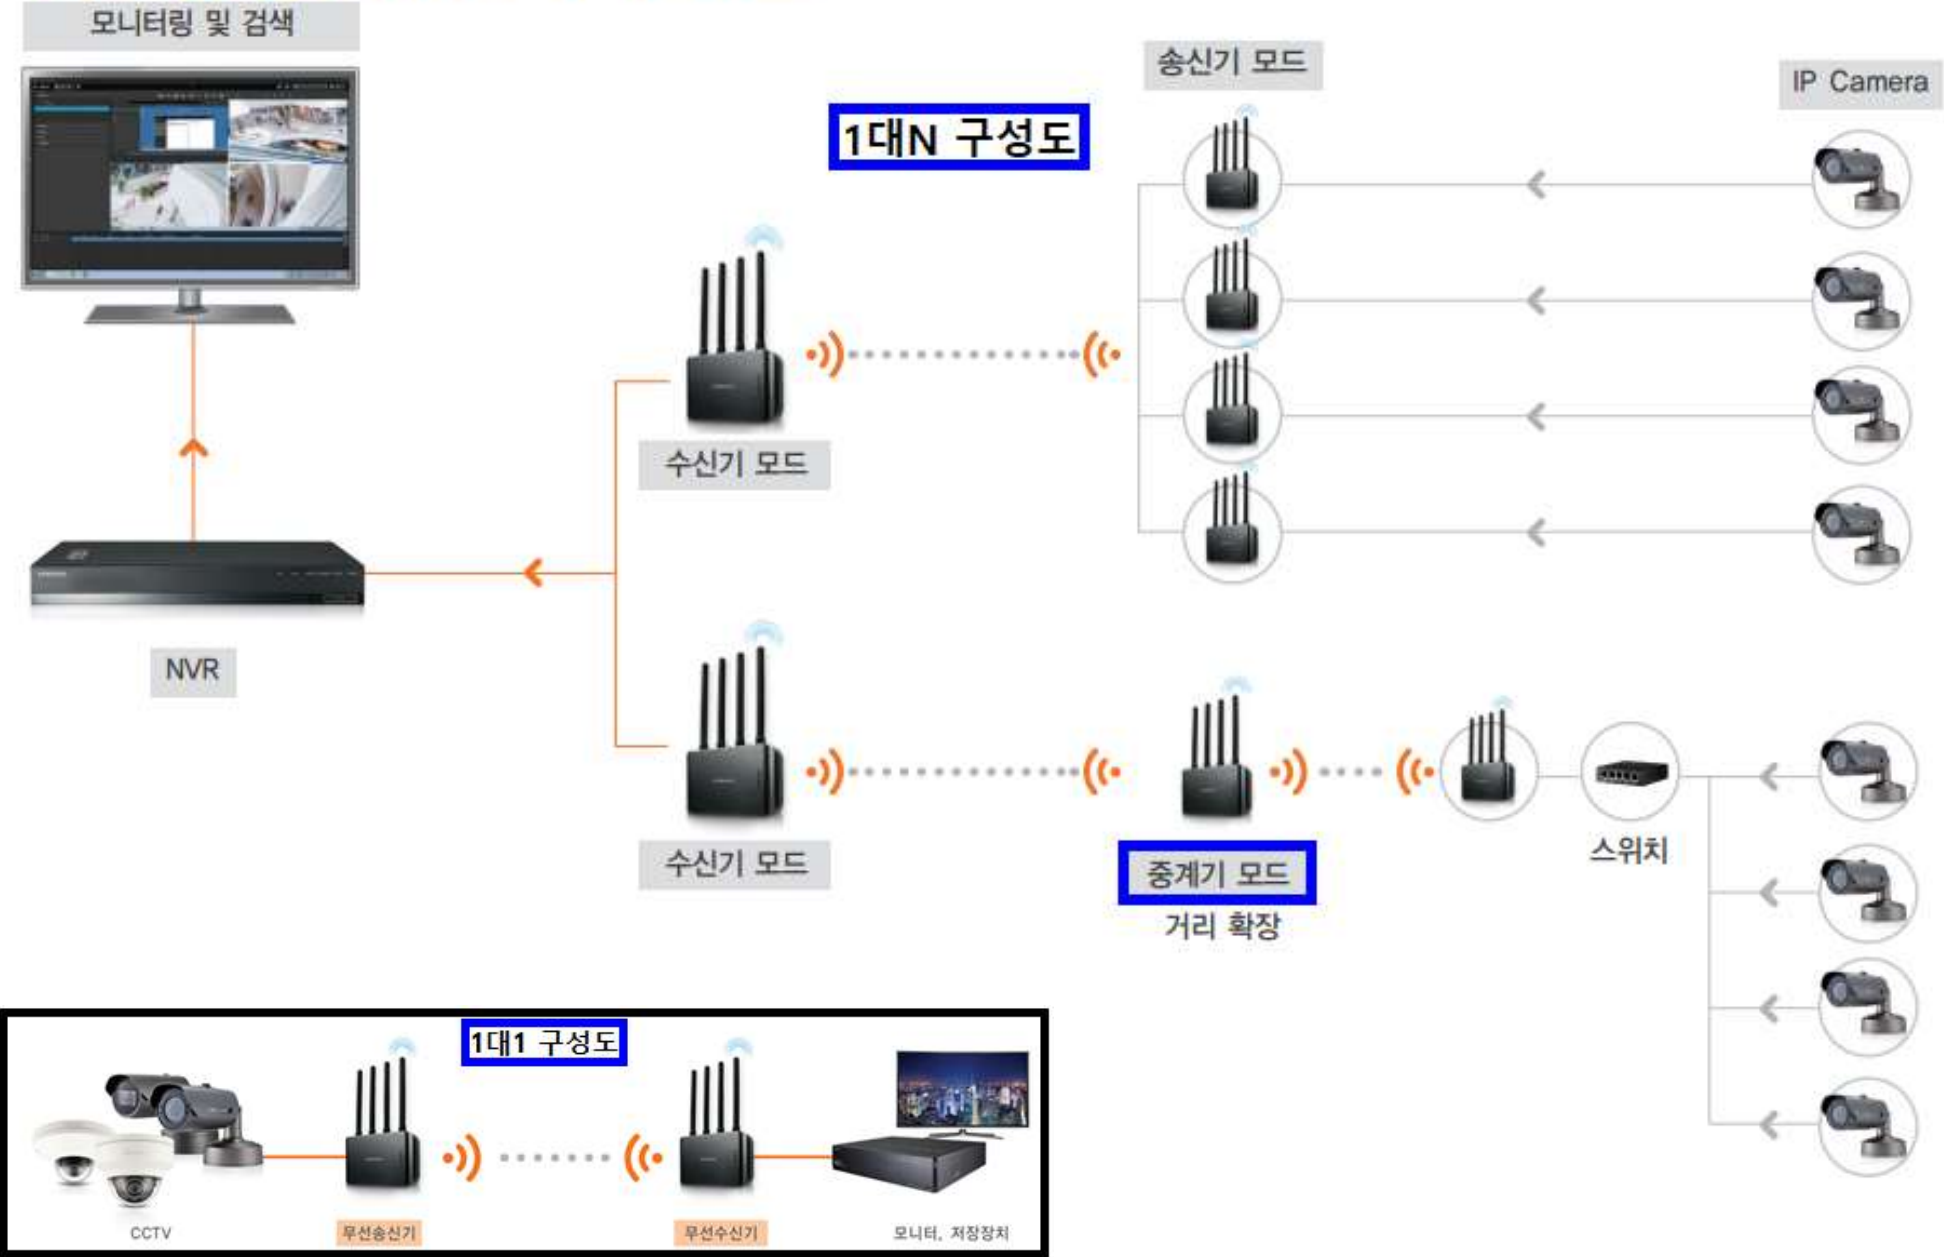 모니터링 및 검색
송신기 모드
IP Camera
1대N 구성도
수신기 모드
NVR
수신기 모드
중계기 모드
거리 확장
스위치
1대1 구성도
CCTV
무선송신기
무선수신기
모니터, 저장장치